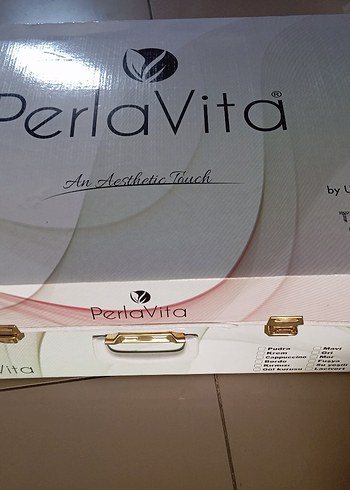 PerlaVita®
An Aesthetic Touch
by U
PerlaVita
Vita
Pudra
Krem
Cappuccino
Bordo
Kırmızı
Gül kurusu
Mavi
Gri
Mor
Fuşya
Su yeşili
Lacivert